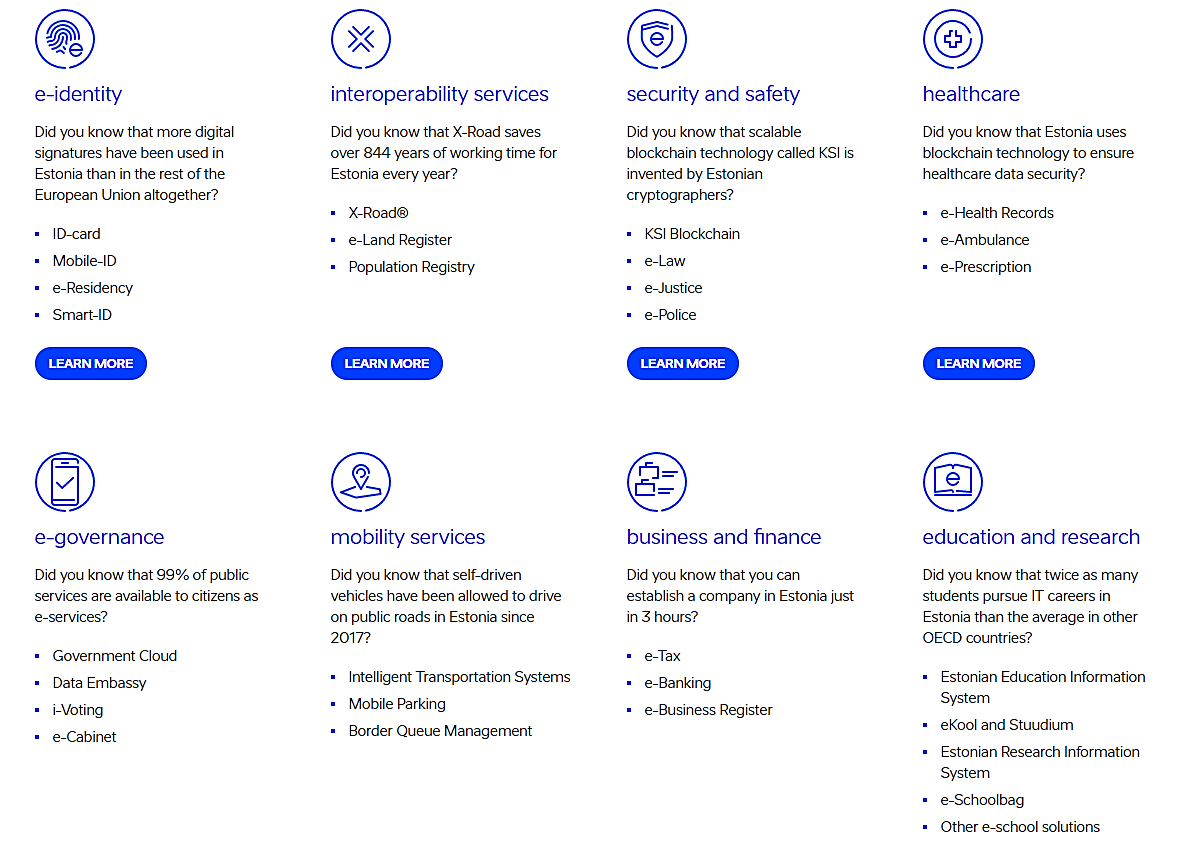 e-identity
Did you know that more digital
signatures have been used in
Estonia than in the rest of the
European Union altogether?
ID-card
Mobile-ID
e-Residency
Smart-ID
LEARN MORE
interoperability services
Did you know that X-Road saves
over 844 years of working time for
Estonia every year?
X-Road®
e-Land Register
Population Registry
LEARN MORE
security and safety
Did you know that scalable
blockchain technology called KSI is
invented by Estonian
cryptographers?
KSI Blockchain
e-Law
e-Justice
e-Police
LEARN MORE
healthcare
Did you know that Estonia uses
blockchain technology to ensure
healthcare data security?
e-Health Records
e-Ambulance
e-Prescription
LEARN MORE
e-governance
Did you know that 99% of public
services are available to citizens as
e-services?
Government Cloud
Data Embassy
i-Voting
e-Cabinet
mobility services
Did you know that self-driven
vehicles have been allowed to drive
on public roads in Estonia since
2017?
Intelligent Transportation Systems
Mobile Parking
Border Queue Management
business and finance
Did you know that you can
establish a company in Estonia just
in 3 hours?
e-Tax
e-Banking
e-Business Register
education and research
Did you know that twice as many
students pursue IT careers in
Estonia than the average in other
OECD countries?
Estonian Education Information
System
eKool and Stuudium
Estonian Research Information
System
e-Schoolbag
Other e-school solutions